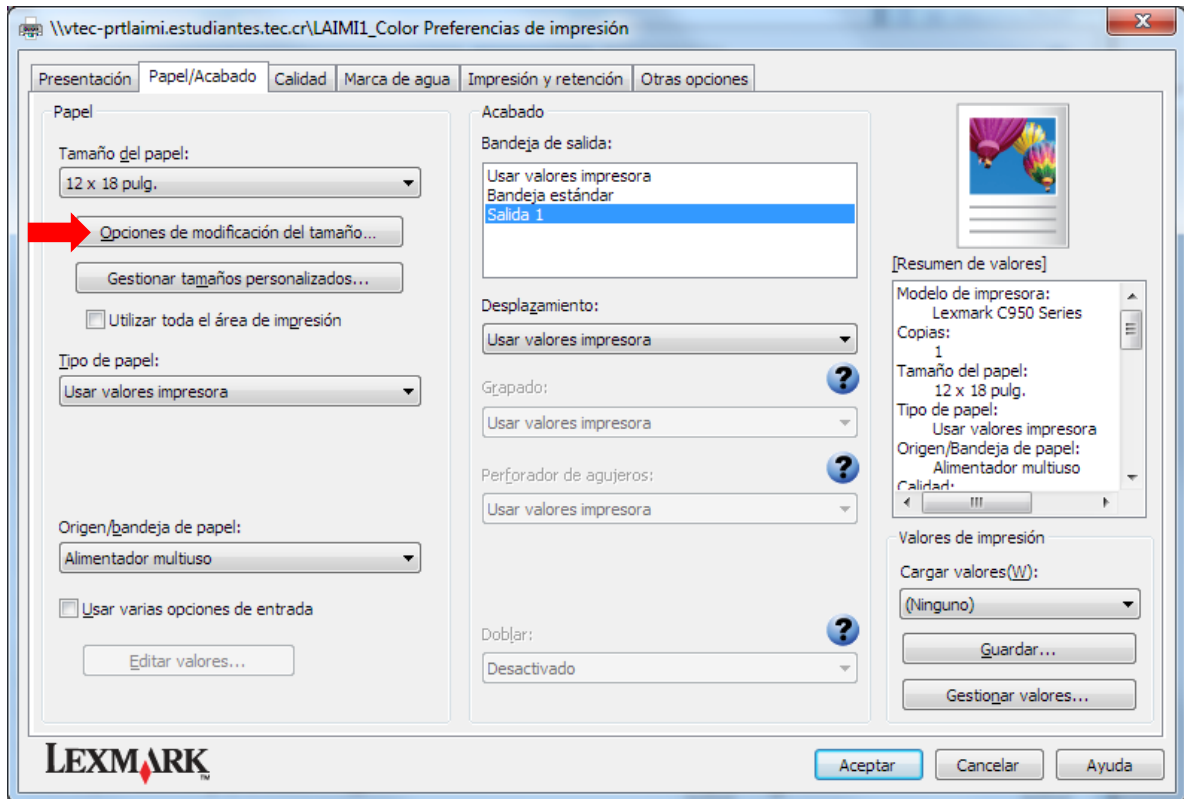 \\vtec-prtlaimi.estudiantes.tec.cr\LAIMI1_Color Preferencias de impresión
Presentación
Papel/Acabado
Calidad
Marca de agua
Impresión y retención
Otras opciones
Papel
Tamaño del papel:
12 x 18 pulg.
Opciones de modificación del tamaño...
Gestionar tamaños personalizados...
Utilizar toda el área de impresión
Tipo de papel:
Usar valores impresora
Origen/bandeja de papel:
Alimentador multiuso
Usar varias opciones de entrada
Editar valores...
Acabado
Bandeja de salida:
Usar valores impresora
Bandeja estándar
Salida 1
Desplazamiento:
Usar valores impresora
Grapado:
Usar valores impresora
Perforador de agujeros:
Usar valores impresora
Doblar:
Desactivado
[Resumen de valores]
Modelo de impresora:
Lexmark C950 Series
Copias:
1
Tamaño del papel:
12 x 18 pulg.
Tipo de papel:
Usar valores impresora
Origen/Bandeja de papel:
Alimentador multiuso
Calidad:
Valores de impresión
Cargar valores(W):
(Ninguno)
Guardar...
Gestionar valores...
LEXMARK™
Aceptar
Cancelar
Ayuda